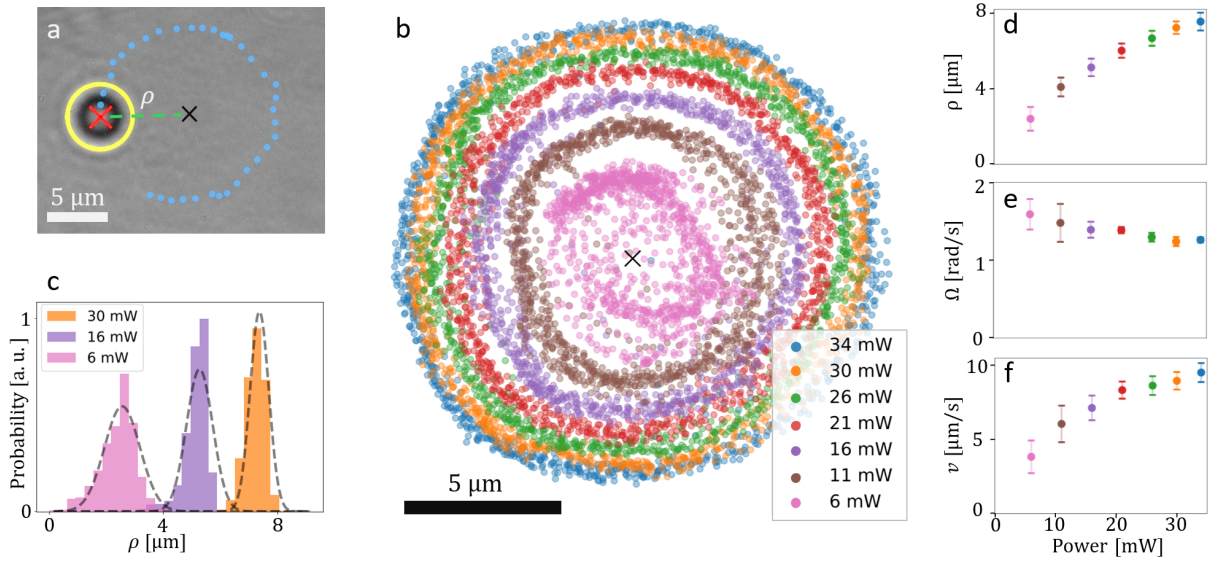 a
ρ
5 μm
b
5 μm
34 mW
30 mW
26 mW
21 mW
16 mW
11 mW
6 mW
c
30 mW
16 mW
6 mW
Probability [a.u.]
1
0
0
4
8
ρ [μm]
d
ρ [μm]
8
4
0
e
Ω [rad/s]
2
1
0
f
v [μm/s]
10
5
0
0
10
20
30
Power [mW]